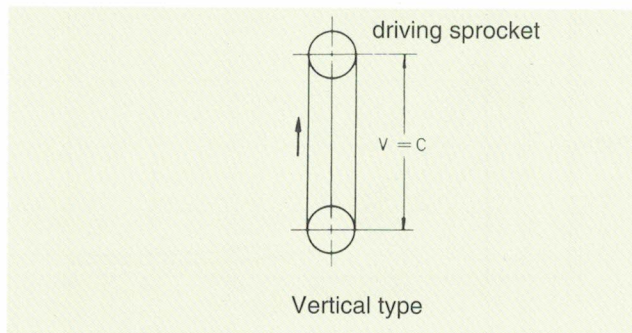 driving sprocket
V = C
Vertical type